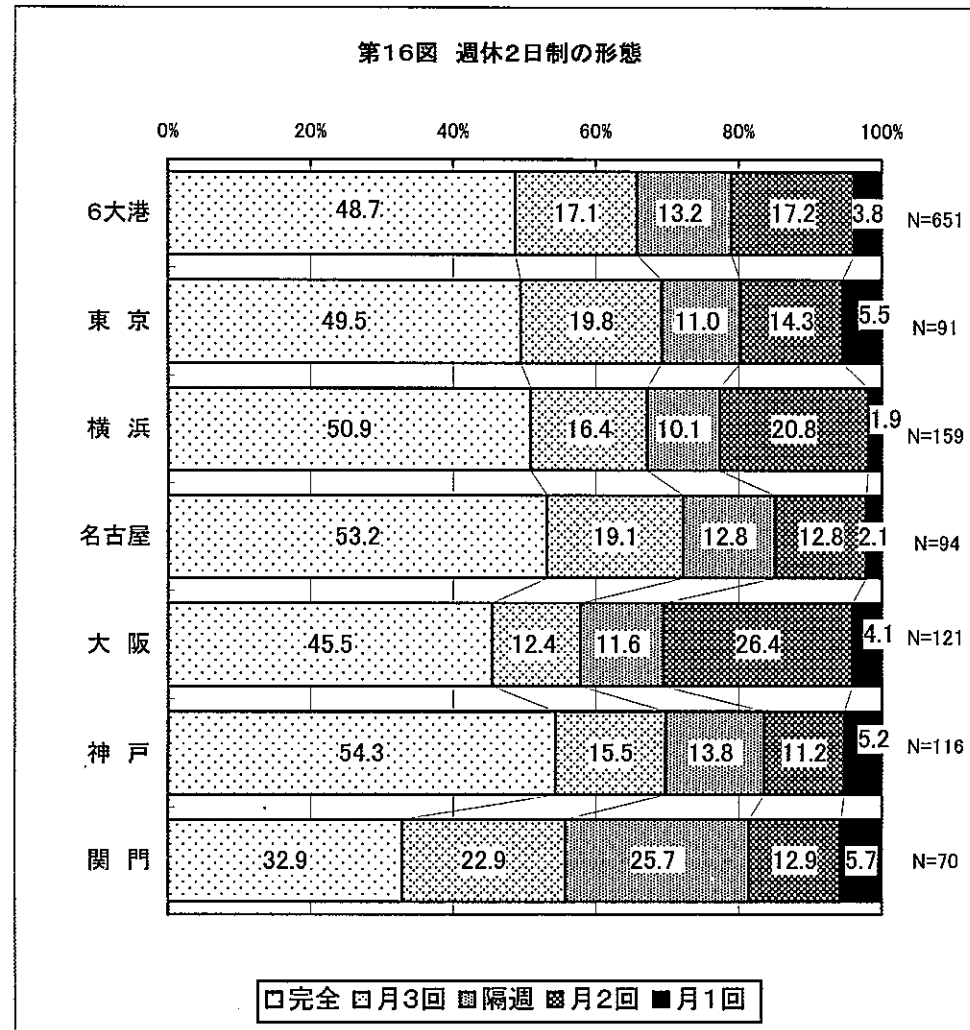 第16図 週休2日制の形態
0% 20% 40% 60% 80% 100%
6大港 48.7 17.1 13.2 17.2 3.8 N=651
東 京 49.5 19.8 11.0 14.3 5.5 N=91
横 浜 50.9 16.4 10.1 20.8 1.9 N=159
名古屋 53.2 19.1 12.8 12.8 2.1 N=94
大 阪 45.5 12.4 11.6 26.4 4.1 N=121
神 戸 54.3 15.5 13.8 11.2 5.2 N=116
関 門 32.9 22.9 25.7 12.9 5.7 N=70
完全 月3回 隔週 月2回 月1回